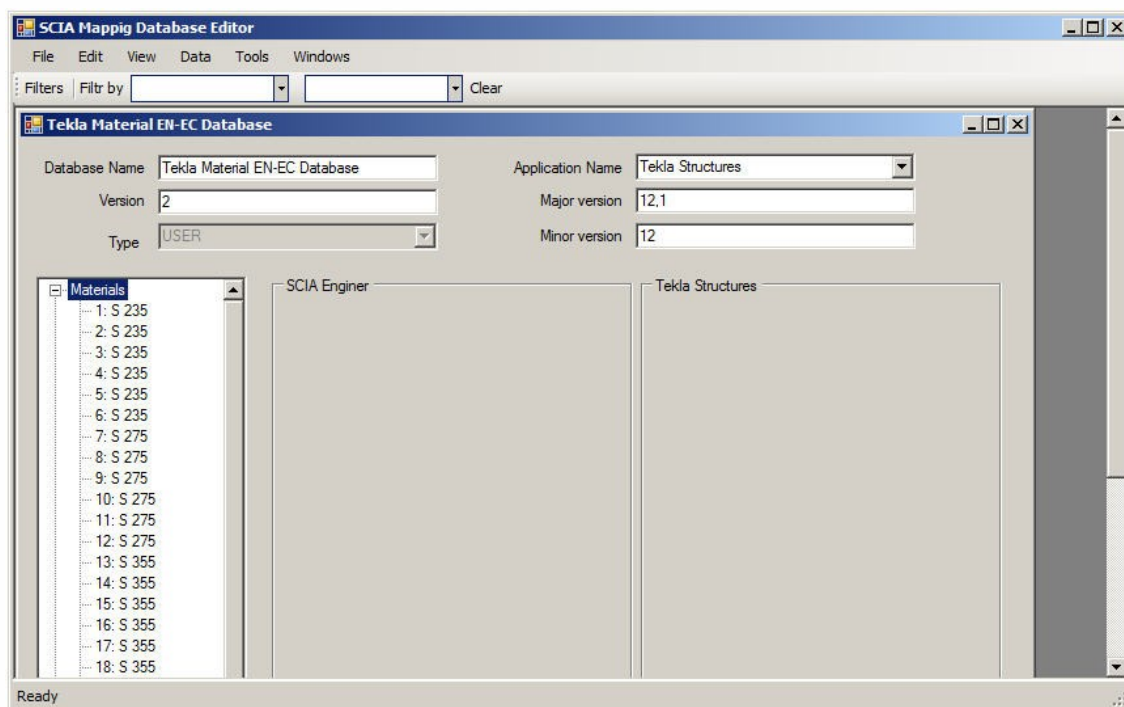 SCIA Mappig Database Editor
File Edit View Data Tools Windows
Filters Filtr by Clear
Tekla Material EN-EC Database
Database Name Tekla Material EN-EC Database Application Name Tekla Structures
Version 2 Major version 12,1
Type USER Minor version 12
Materials SCIA Enginer Tekla Structures
1: S 235
2: S 235
3: S 235
4: S 235
5: S 235
6: S 235
7: S 275
8: S 275
9: S 275
10: S 275
11: S 275
12: S 275
13: S 355
14: S 355
15: S 355
16: S 355
17: S 355
18: S 355
Ready